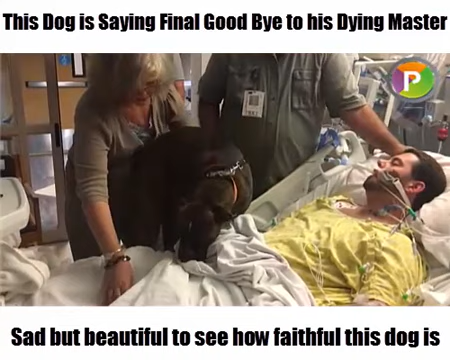 This Dog is Saying Final Good Bye to his Dying Master
P
Sad but beautiful to see how faithful this dog is